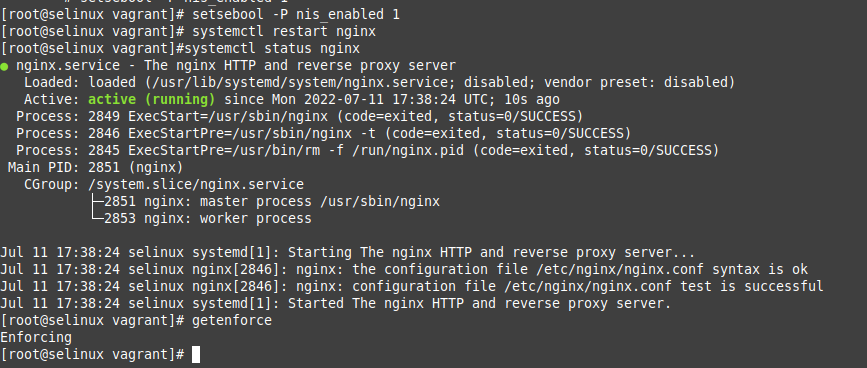 # setsebool -P nis_enabled 1
[root@selinux vagrant]# setsebool -P nis_enabled 1
[root@selinux vagrant]# systemctl restart nginx
[root@selinux vagrant]#systemctl status nginx
● nginx.service - The nginx HTTP and reverse proxy server
   Loaded: loaded (/usr/lib/systemd/system/nginx.service; disabled; vendor preset: disabled)
   Active: active (running) since Mon 2022-07-11 17:38:24 UTC; 10s ago
  Process: 2849 ExecStart=/usr/sbin/nginx (code=exited, status=0/SUCCESS)
  Process: 2846 ExecStartPre=/usr/sbin/nginx -t (code=exited, status=0/SUCCESS)
  Process: 2845 ExecStartPre=/usr/bin/rm -f /run/nginx.pid (code=exited, status=0/SUCCESS)
 Main PID: 2851 (nginx)
   CGroup: /system.slice/nginx.service
           ├─2851 nginx: master process /usr/sbin/nginx
           └─2853 nginx: worker process
Jul 11 17:38:24 selinux systemd[1]: Starting The nginx HTTP and reverse proxy server...
Jul 11 17:38:24 selinux nginx[2846]: nginx: the configuration file /etc/nginx/nginx.conf syntax is ok
Jul 11 17:38:24 selinux nginx[2846]: nginx: configuration file /etc/nginx/nginx.conf test is successful
Jul 11 17:38:24 selinux systemd[1]: Started The nginx HTTP and reverse proxy server.
[root@selinux vagrant]# getenforce
Enforcing
[root@selinux vagrant]#